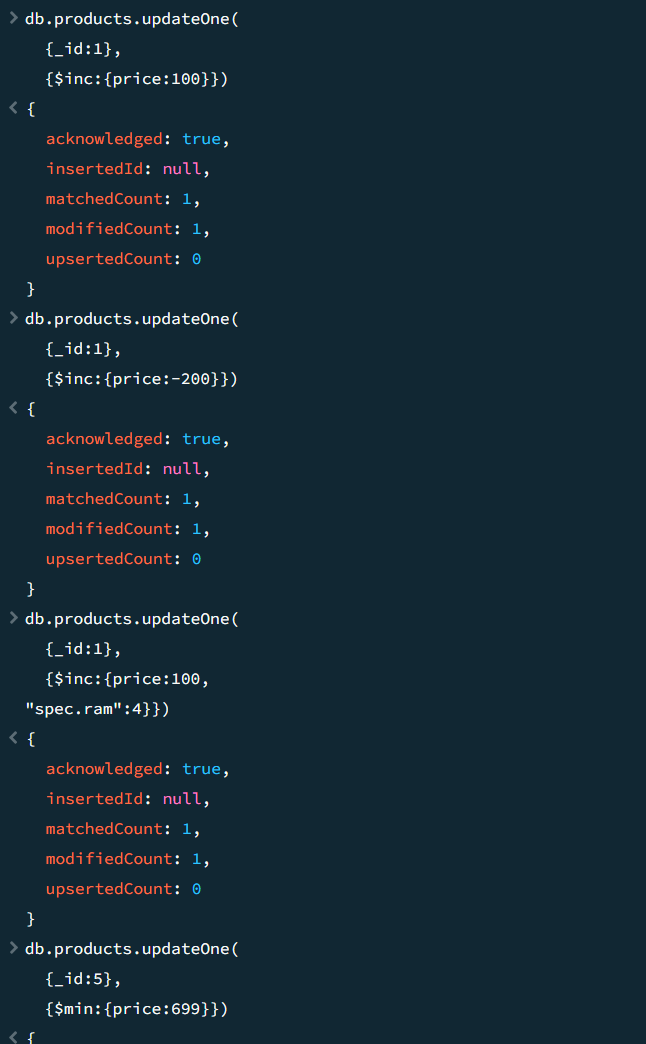 > db.products.updateOne(
{_id:1},
{$inc:{price:100}})
< {
acknowledged: true,
insertedId: null,
matchedCount: 1,
modifiedCount: 1,
upsertedCount: 0
}
> db.products.updateOne(
{_id:1},
{$inc:{price:-200}})
< {
acknowledged: true,
insertedId: null,
matchedCount: 1,
modifiedCount: 1,
upsertedCount: 0
}
> db.products.updateOne(
{_id:1},
{$inc:{price:100,
"spec.ram":4}})
< {
acknowledged: true,
insertedId: null,
matchedCount: 1,
modifiedCount: 1,
upsertedCount: 0
}
> db.products.updateOne(
{_id:5},
{$min:{price:699}})
< {